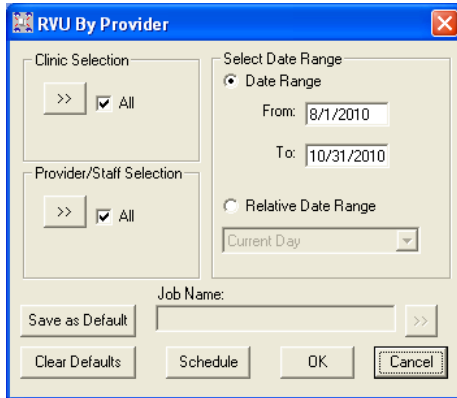 RVU By Provider
Clinic Selection
>>
All
Provider/Staff Selection
>>
All
Select Date Range
Date Range
From: 8/1/2010
To: 10/31/2010
Relative Date Range
Current Day
Job Name:
Save as Default
>>
Clear Defaults
Schedule
OK
Cancel